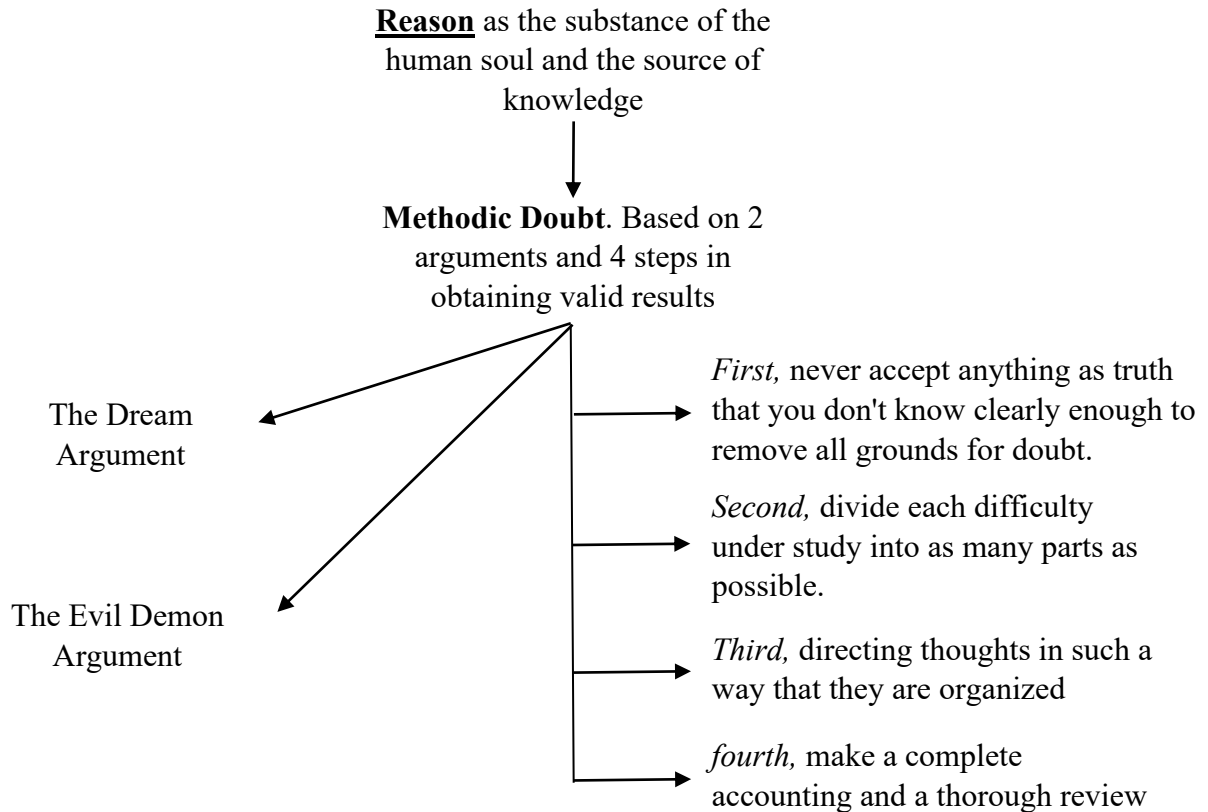 Reason as the substance of the
human soul and the source of
knowledge
Methodic Doubt. Based on 2
arguments and 4 steps in
obtaining valid results
The Dream
Argument
The Evil Demon
Argument
First, never accept anything as truth
that you don't know clearly enough to
remove all grounds for doubt.
Second, divide each difficulty
under study into as many parts as
possible.
Third, directing thoughts in such a
way that they are organized
fourth, make a complete
accounting and a thorough review